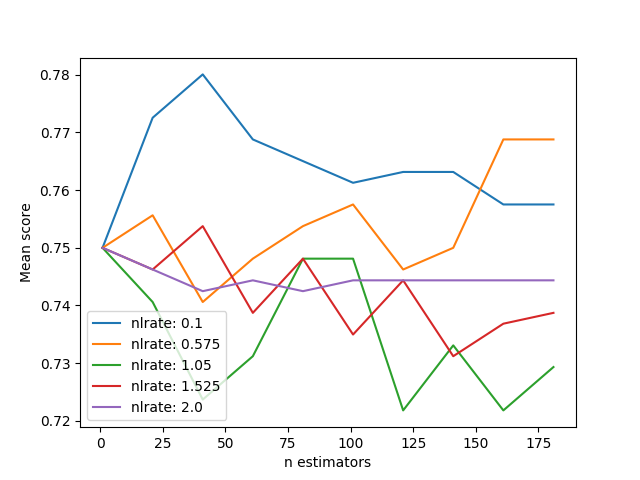 0.78
0.77
0.76
0.75
0.74
0.73
0.72
Mean score
nlrate: 0.1
nlrate: 0.575
nlrate: 1.05
nlrate: 1.525
nlrate: 2.0
0 25 50 75 100 125 150 175
n estimators